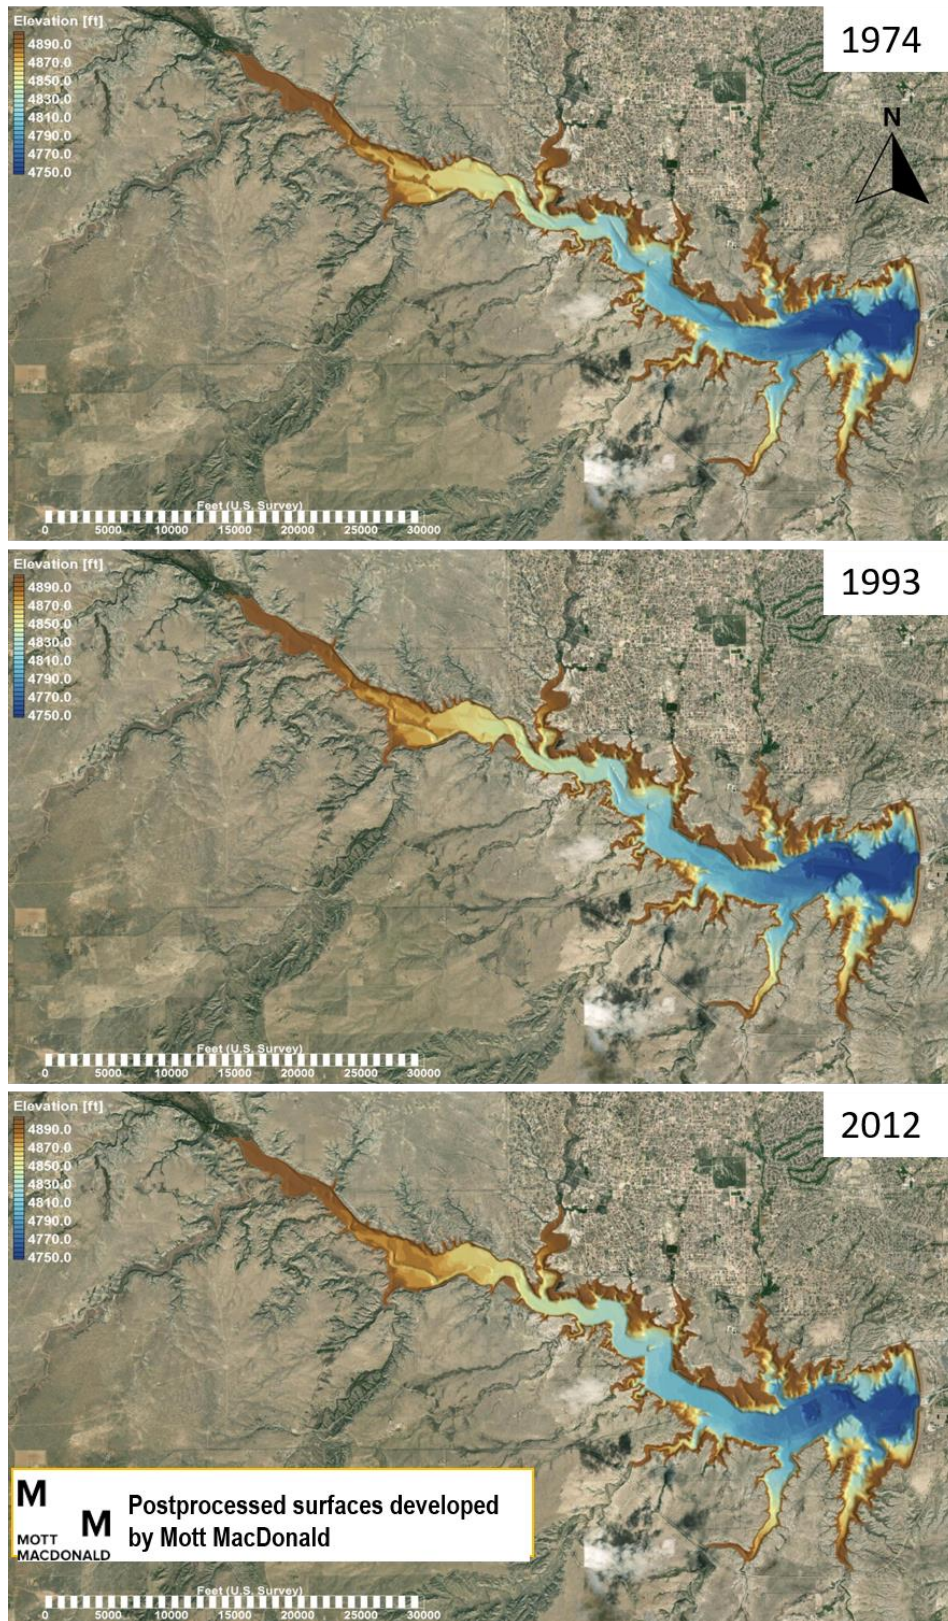 1974
Elevation [ft]
4890.0
4870.0
4850.0
4830.0
4810.0
4790.0
4770.0
4750.0
N
Feet (U.S. Survey)
0 5000 10000 15000 20000 25000 30000
1993
Elevation [ft]
4890.0
4870.0
4850.0
4830.0
4810.0
4790.0
4770.0
4750.0
Feet (U.S. Survey)
0 5000 10000 15000 20000 25000 30000
2012
Elevation [ft]
4890.0
4870.0
4850.0
4830.0
4810.0
4790.0
4770.0
4750.0
M
M
MOTT
MACDONALD
Postprocessed surfaces developed
by Mott MacDonald
Feet (U.S. Survey)
0 5000 10000 15000 20000 25000 30000